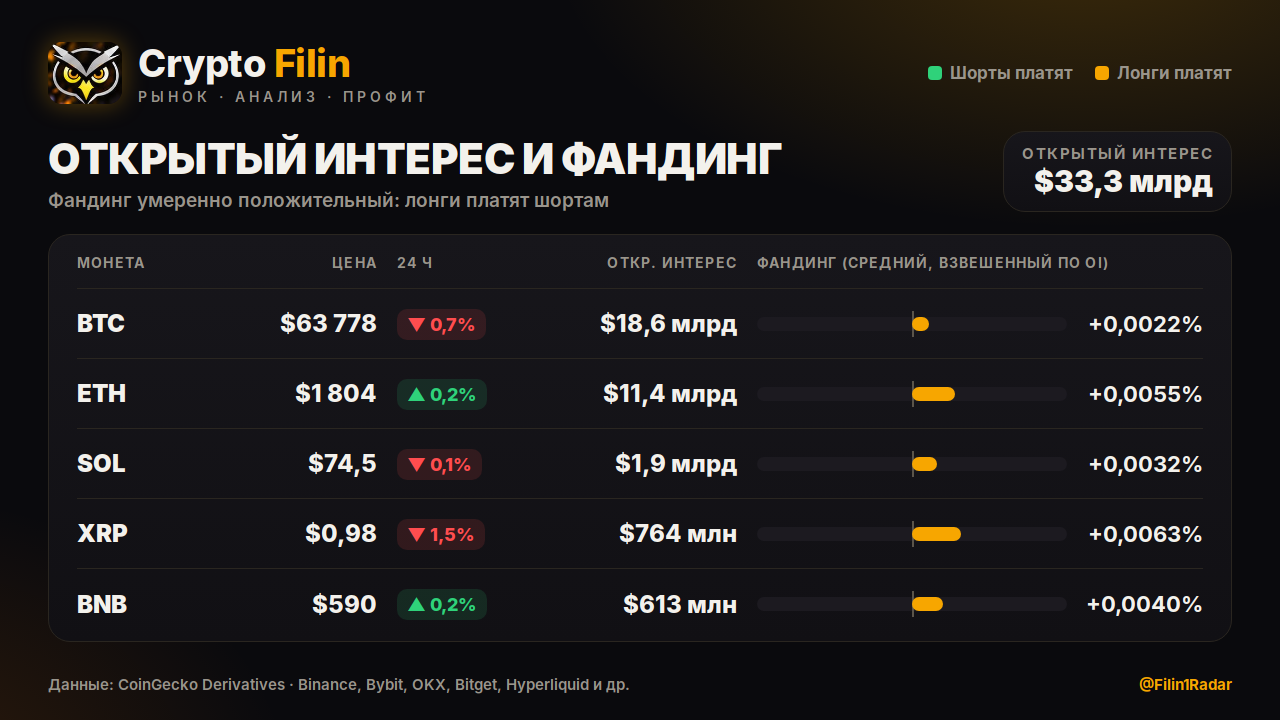 Crypto Filin
РЫНОК · АНАЛИЗ · ПРОФИТ
Шорты платят Лонги платят
ОТКРЫТЫЙ ИНТЕРЕС И ФАНДИНГ
Фандинг умеренно положительный: лонги платят шортам
ОТКРЫТЫЙ ИНТЕРЕС
$33,3 млрд
МОНЕТА ЦЕНА 24 Ч ОТКР. ИНТЕРЕС ФАНДИНГ (СРЕДНИЙ, ВЗВЕШЕННЫЙ ПО OI)
BTC $63 778 ▼ 0,7% $18,6 млрд +0,0022%
ETH $1 804 ▲ 0,2% $11,4 млрд +0,0055%
SOL $74,5 ▼ 0,1% $1,9 млрд +0,0032%
XRP $0,98 ▼ 1,5% $764 млн +0,0063%
BNB $590 ▲ 0,2% $613 млн +0,0040%
Данные: CoinGecko Derivatives · Binance, Bybit, OKX, Bitget, Hyperliquid и др.
@Filin1Radar